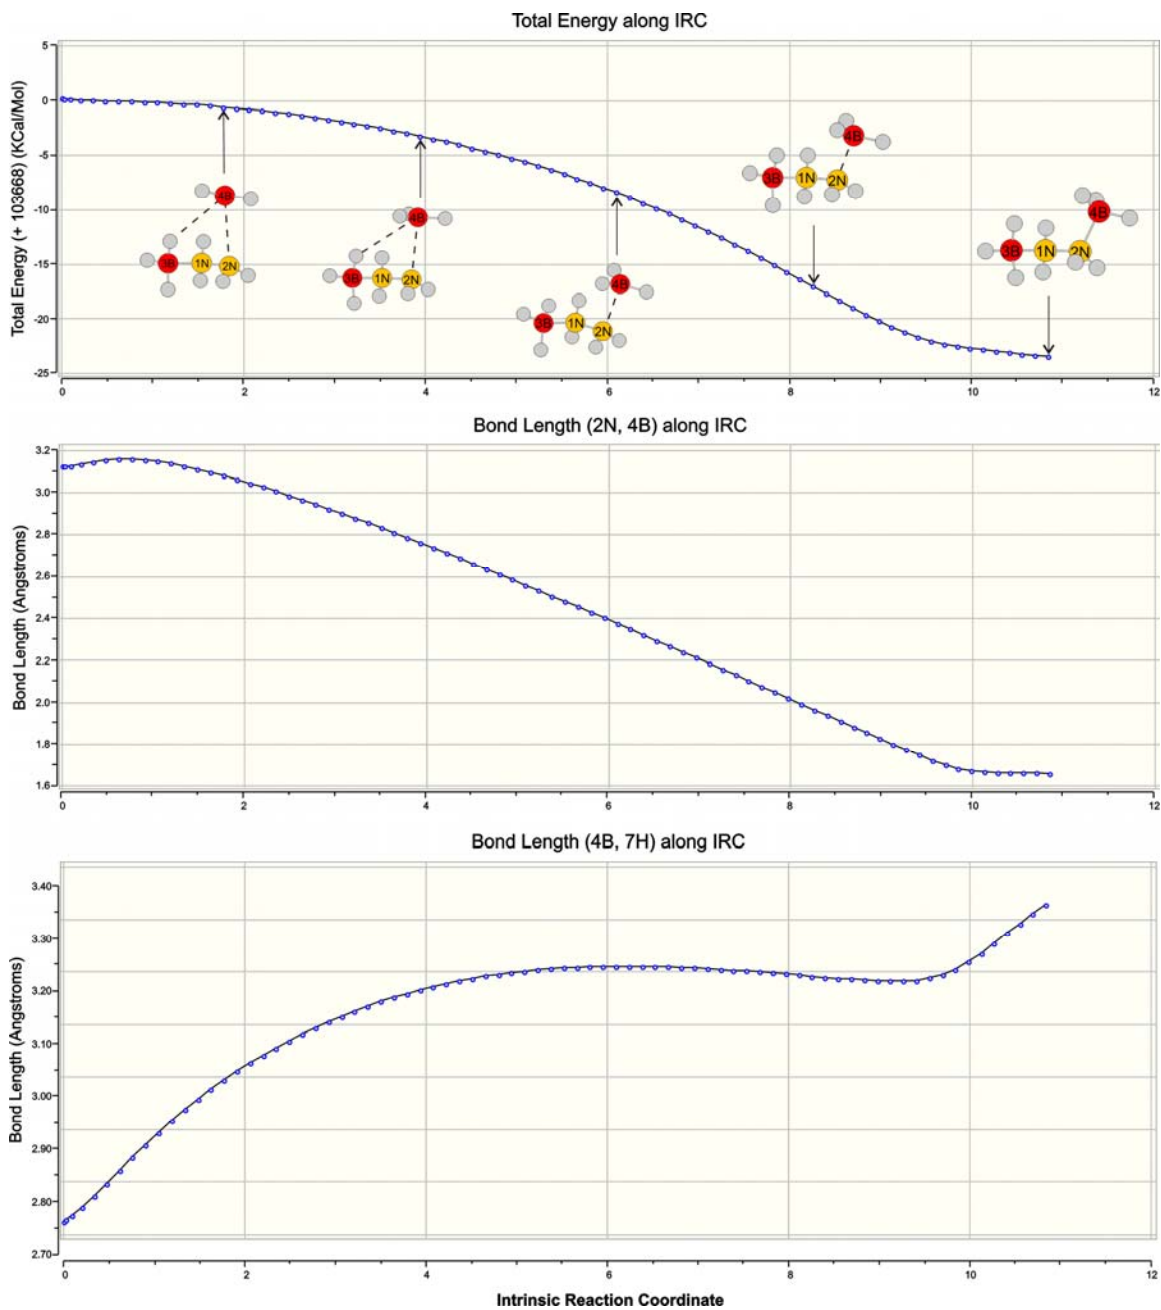 Total Energy along IRC
Total Energy (+ 103668) (KCal/Mol)
5
0
-5
-10
-15
-20
-25
4B
3B 1N 2N
4B
3B 1N 2N
4B
3B 1N 2N
4B
3B 1N 2N
4B
3B 1N 2N
0 2 4 6 8 10 12
Bond Length (2N, 4B) along IRC
Bond Length (Angstroms)
3.2
3.0
2.8
2.6
2.4
2.2
2.0
1.8
1.6
0 2 4 6 8 10 12
Bond Length (4B, 7H) along IRC
Bond Length (Angstroms)
3.40
3.30
3.20
3.10
3.00
2.90
2.80
2.70
0 2 4 6 8 10 12
Intrinsic Reaction Coordinate